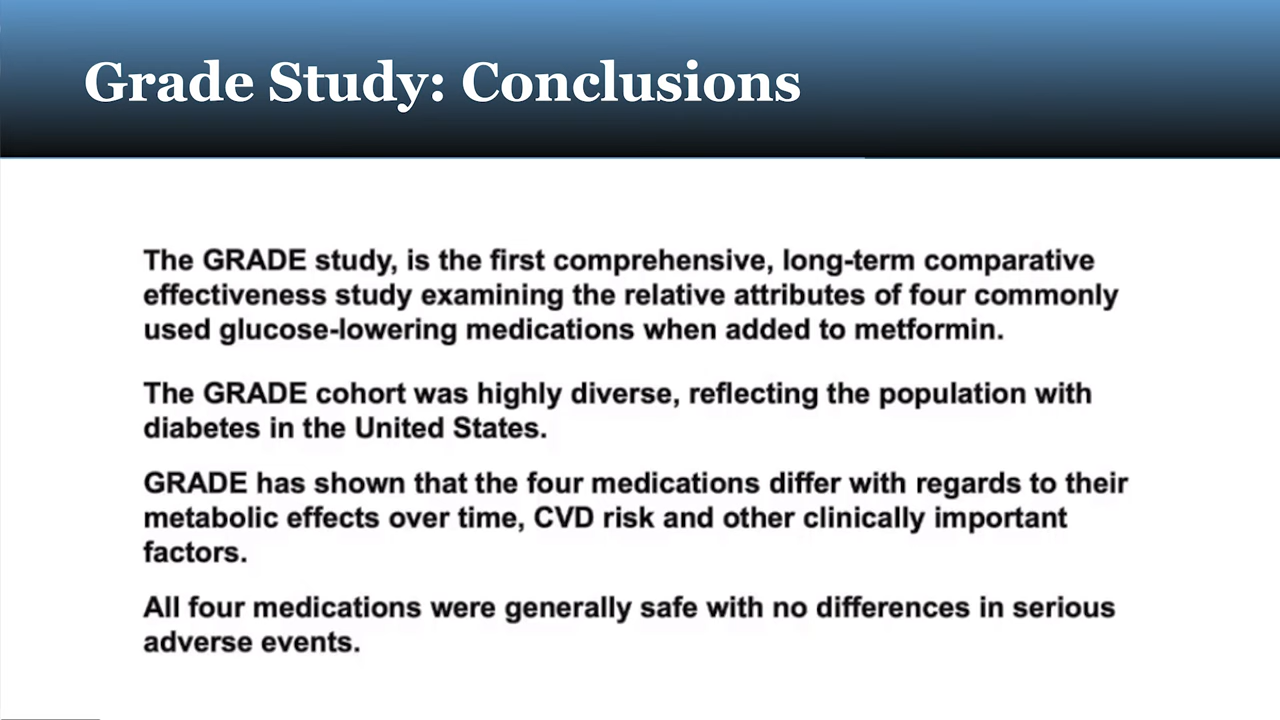 Grade Study: Conclusions
The GRADE study, is the first comprehensive, long-term comparative
effectiveness study examining the relative attributes of four commonly
used glucose-lowering medications when added to metformin.
The GRADE cohort was highly diverse, reflecting the population with
diabetes in the United States.
GRADE has shown that the four medications differ with regards to their
metabolic effects over time, CVD risk and other clinically important
factors.
All four medications were generally safe with no differences in serious
adverse events.